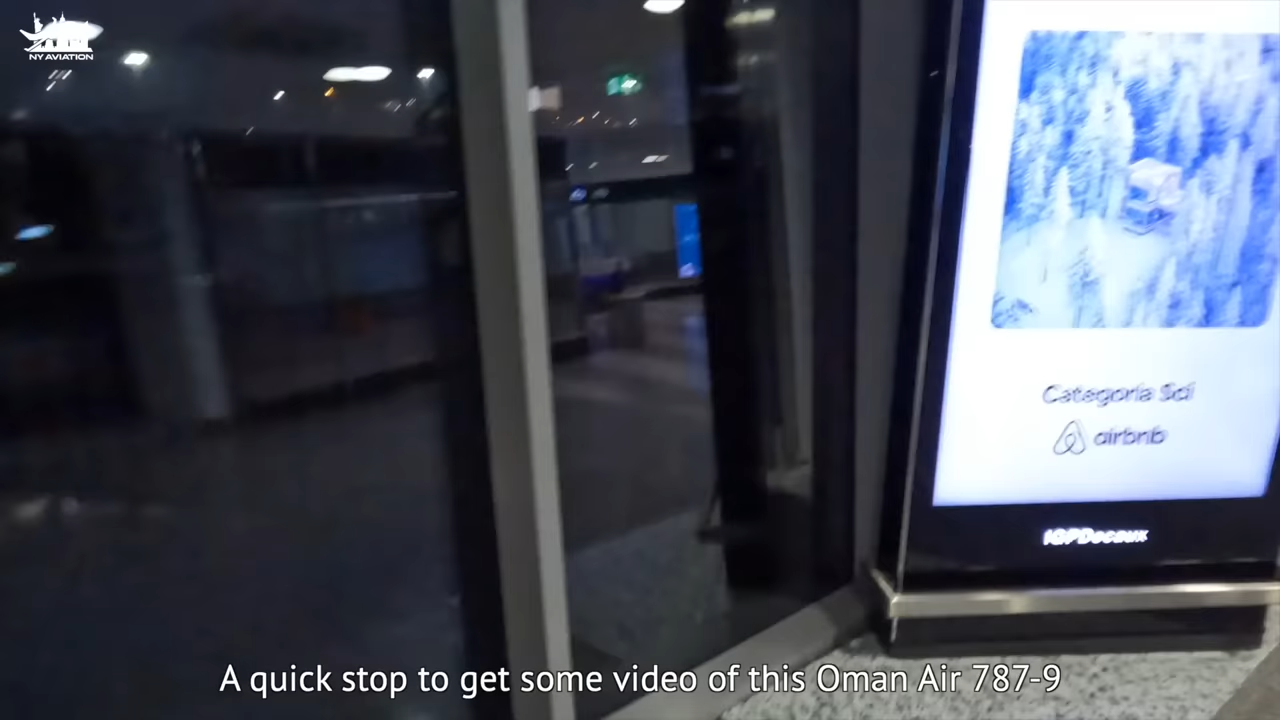 NY AVIATION
Categoria Sci
airbnb
IGPDecaux
A quick stop to get some video of this Oman Air 787-9